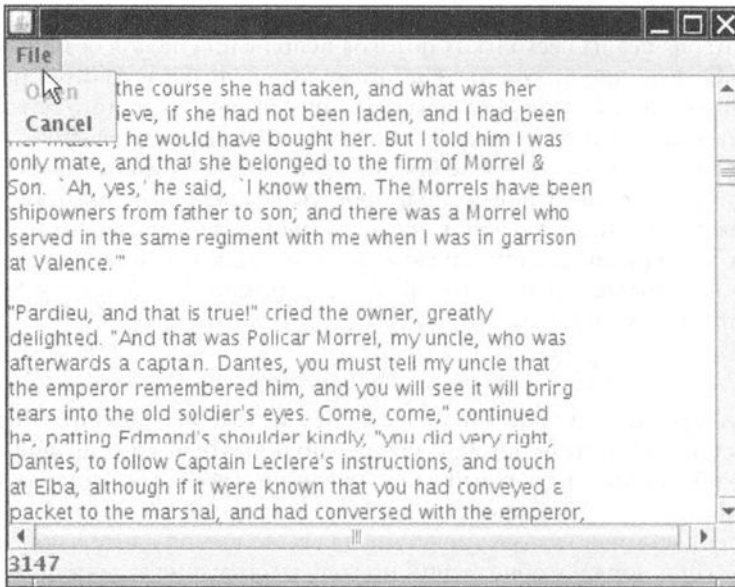 File
Open
Cancel
the course she had taken, and what was her
ieve, if she had not been laden, and I had been
her master, he would have bought her. But I told him I was
only mate, and that she belonged to the firm of Morrel &
Son. `Ah, yes,' he said, `I know them. The Morrels have been
shipowners from father to son; and there was a Morrel who
served in the same regiment with me when I was in garrison
at Valence.'"
"Pardieu, and that is true!" cried the owner, greatly
delighted. "And that was Policar Morrel, my uncle, who was
afterwards a captain. Dantes, you must tell my uncle that
the emperor remembered him, and you will see it will bring
tears into the old soldier's eyes. Come, come," continued
he, patting Edmond's shoulder kindly, "you did very right,
Dantes, to follow Captain Leclere's instructions, and touch
at Elba, although if it were known that you had conveyed a
packet to the marshal, and had conversed with the emperor,
3147